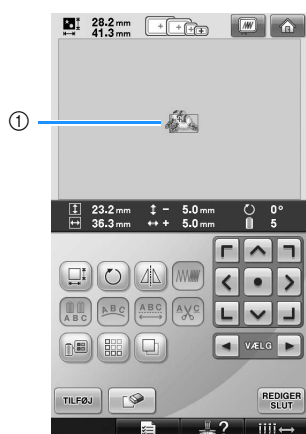 28.2 mm
41.3 mm
①
23.2 mm − 5.0 mm 0°
36.3 mm + 5.0 mm 5
A B C A B C A B C A C
VÆLG
TILFØJ
REDIGER
SLUT
?